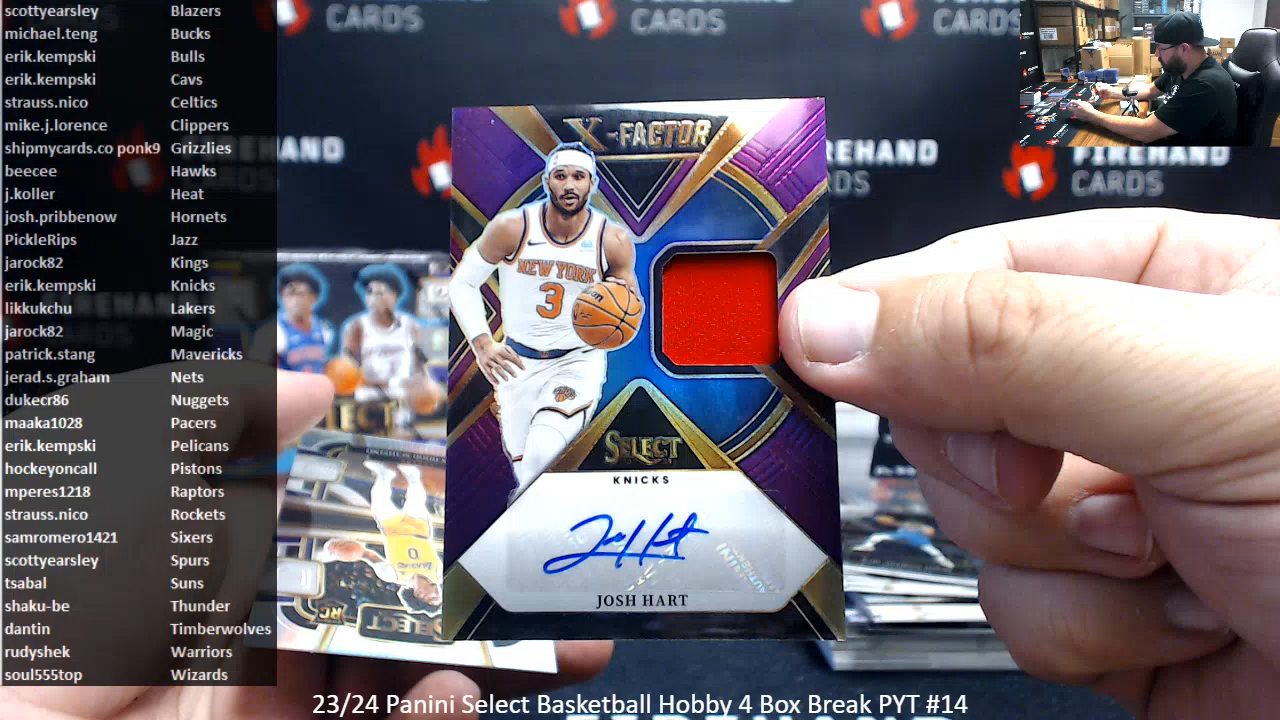 scottyearsley Blazers
michael.teng Bucks
erik.kempski Bulls
erik.kempski Cavs
strauss.nico Celtics
mike.j.lorence Clippers
shipmycards.co ponk9 Grizzlies
beecee Hawks
j.koller Heat
josh.pribbenow Hornets
PickleRips Jazz
jarock82 Kings
erik.kempski Knicks
likkukchu Lakers
jarock82 Magic
patrick.stang Mavericks
jerad.s.graham Nets
dukecr86 Nuggets
maaka1028 Pacers
erik.kempski Pelicans
hockeyoncall Pistons
mperes1218 Raptors
strauss.nico Rockets
samromero1421 Sixers
scottyearsley Spurs
tsabal Suns
shaku-be Thunder
dantin Timberwolves
rudyshek Warriors
soul555top Wizards
CARDS
FIREHAND
CARDS
X-FACTOR
NEW YORK
3
SELECT
KNICKS
JOSH HART
0
SELECT
RC
23/24 Panini Select Basketball Hobby 4 Box Break PYT #14